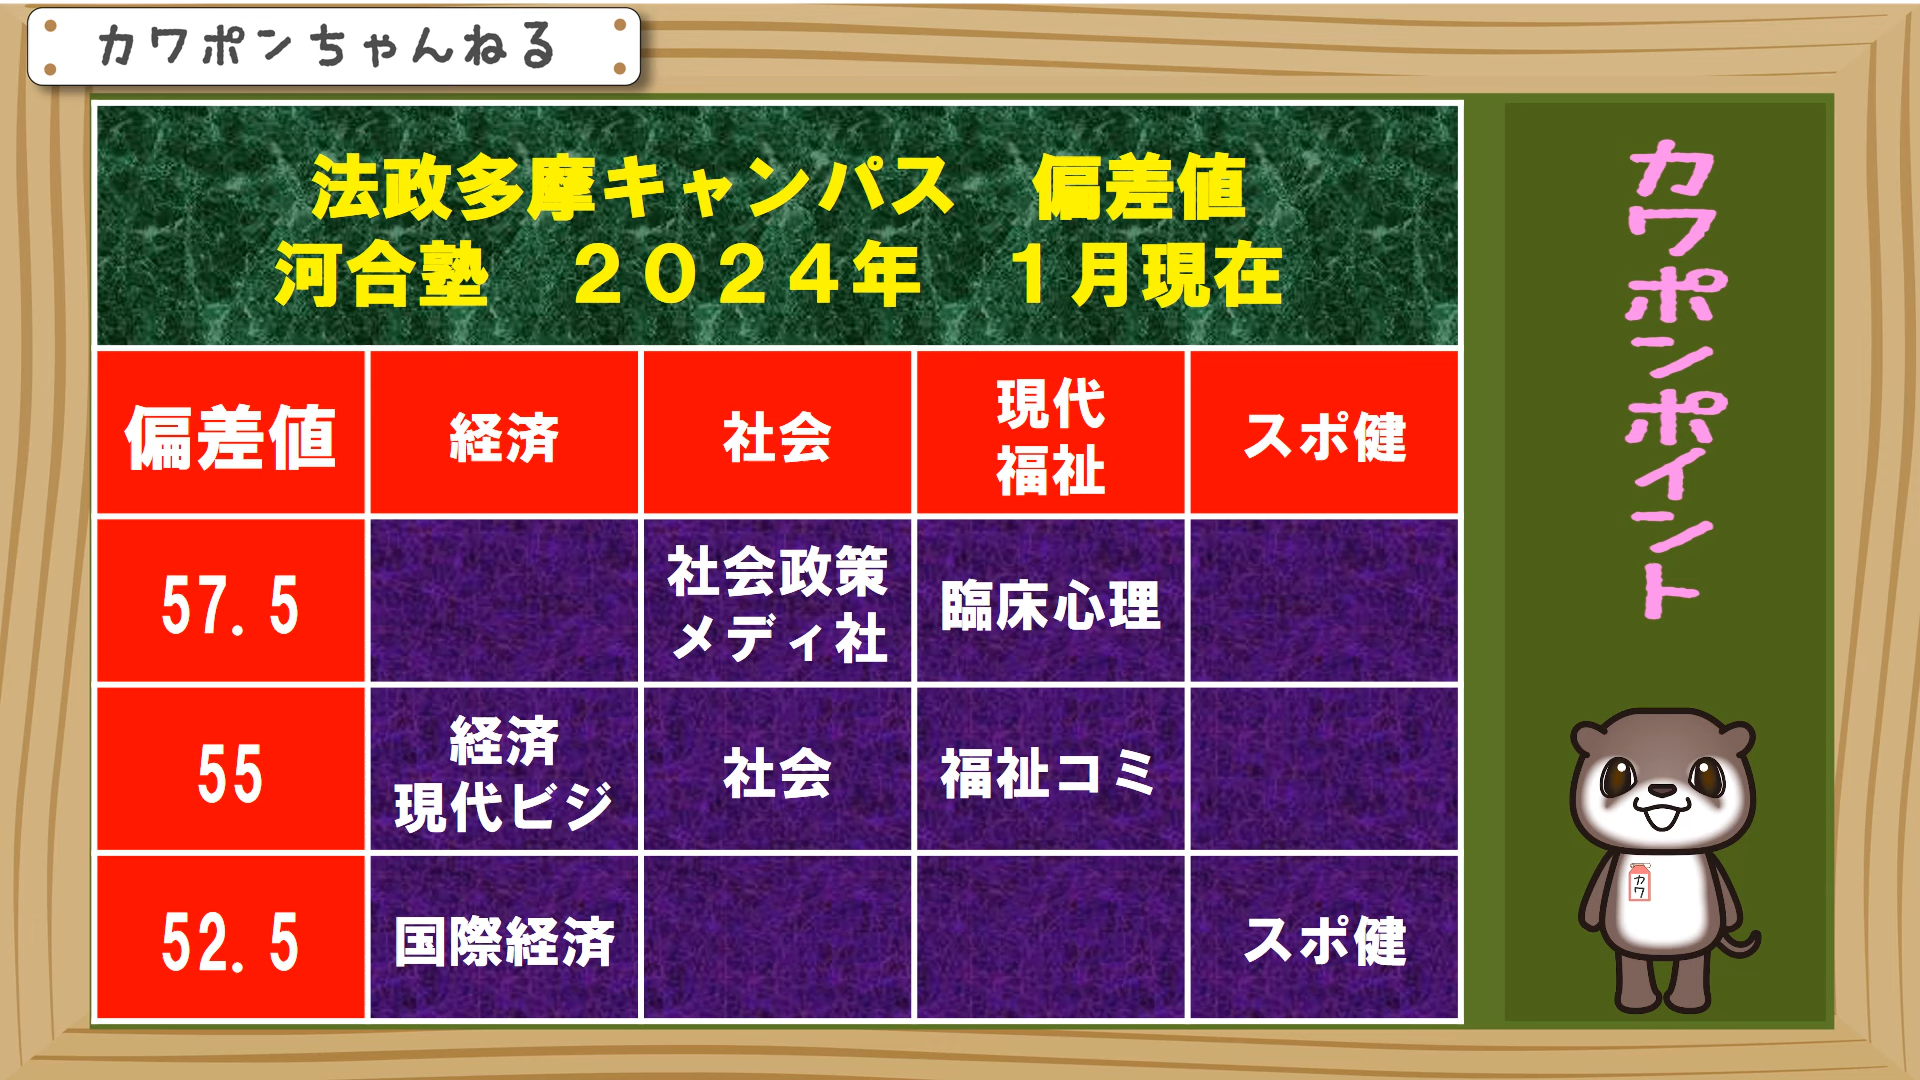 カワポンちゃんねる
法政多摩キャンパス　偏差値
河合塾　２０２４年　１月現在
偏差値
経済
社会
現代
福祉
スポ健
57.5
社会政策
メディ社
臨床心理
55
経済
現代ビジ
社会
福祉コミ
52.5
国際経済
スポ健
カワポンポイント
カワ